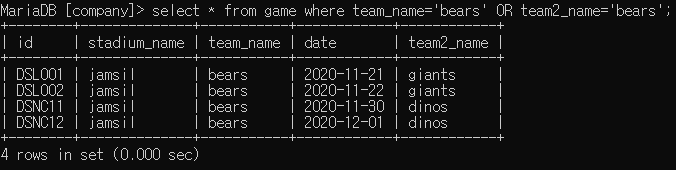 MariaDB [company]> select * from game where team_name='bears' OR team2_name='bears';
+--------+--------------+-----------+------------+------------+
| id     | stadium_name | team_name | date       | team2_name |
+--------+--------------+-----------+------------+------------+
| DSL001 | jamsil       | bears     | 2020-11-21 | giants     |
| DSL002 | jamsil       | bears     | 2020-11-22 | giants     |
| DSNC11 | jamsil       | bears     | 2020-11-30 | dinos      |
| DSNC12 | jamsil       | bears     | 2020-12-01 | dinos      |
+--------+--------------+-----------+------------+------------+
4 rows in set (0.000 sec)